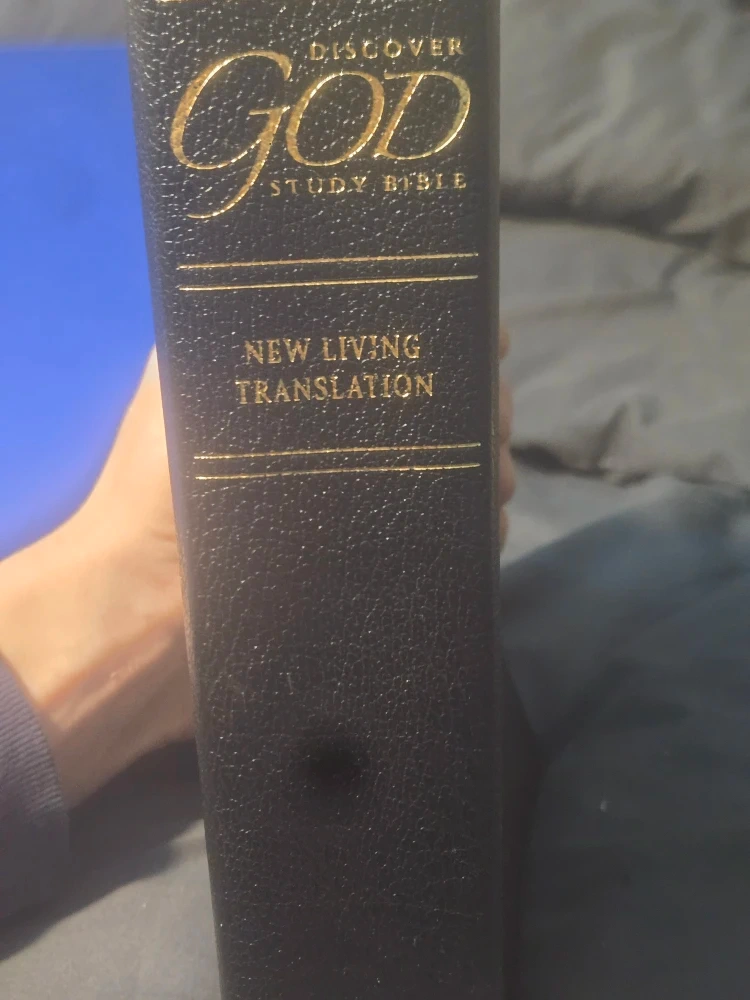 DISCOVER
GOD
STUDY BIBLE
NEW LIVING
TRANSLATION